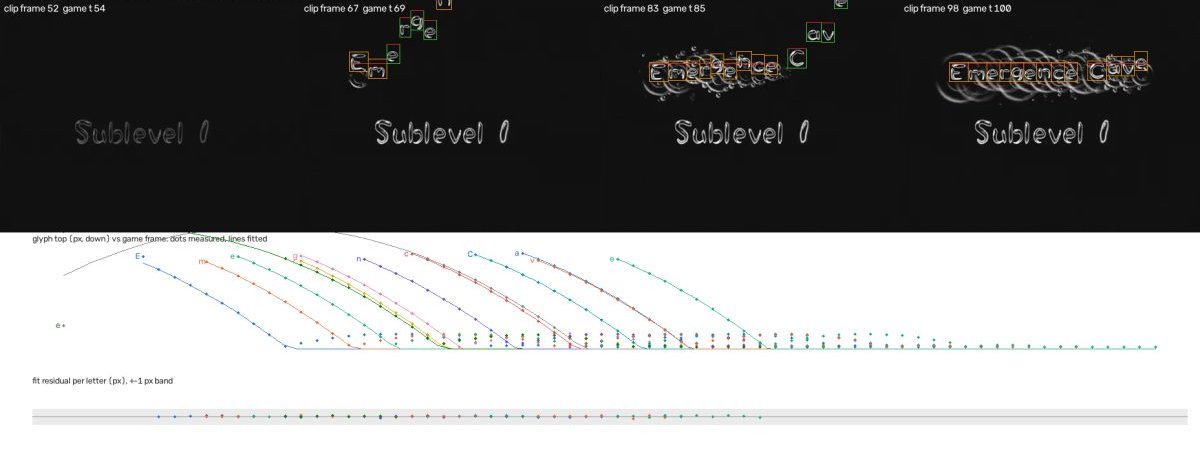 clip frame 52 game t 54
Sublevel 1
clip frame 67 game t 69
E m e r g e n
Sublevel 1
clip frame 83 game t 85
Emergence C av e
Sublevel 1
clip frame 98 game t 100
Emergence Cave
Sublevel 1
glyph top (px, down) vs game frame: dots measured, lines fitted
e E m e g n c C a v e
fit residual per letter (px), +-1 px band